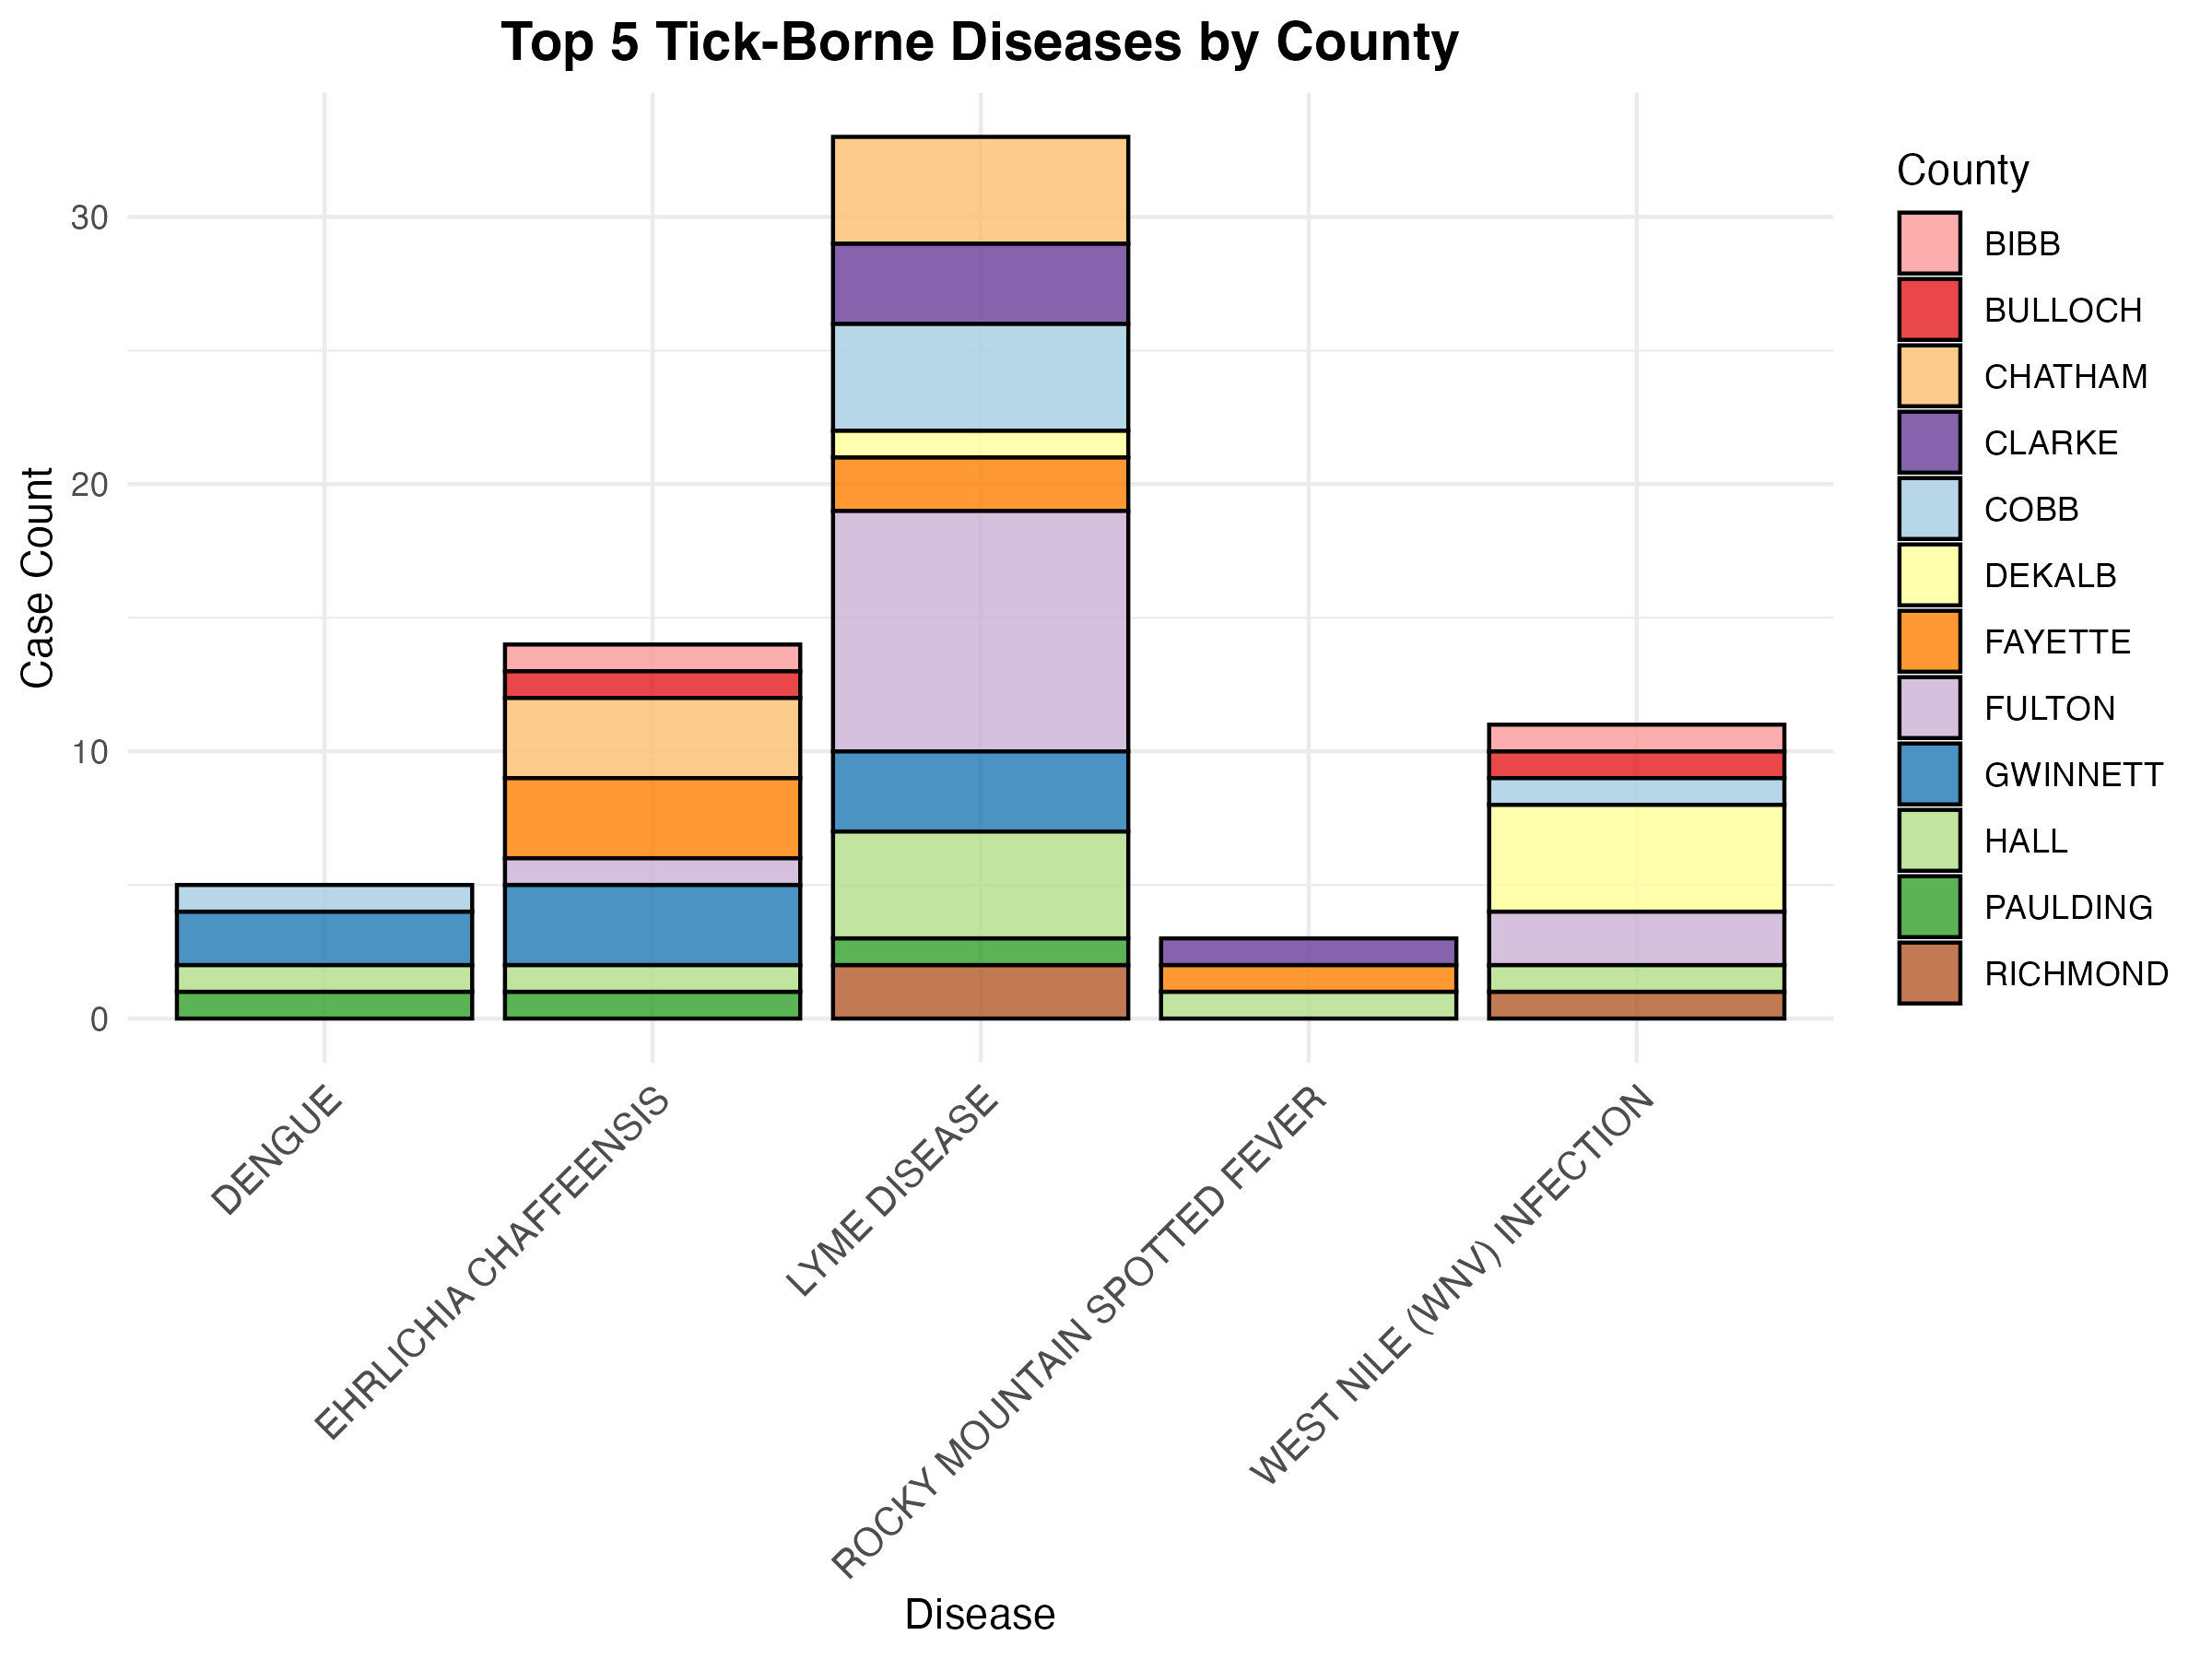 Top 5 Tick-Borne Diseases by County
Case Count
30
20
10
0
DENGUE
EHRLICHIA CHAFFEENSIS
LYME DISEASE
ROCKY MOUNTAIN SPOTTED FEVER
WEST NILE (WNV) INFECTION
Disease
County
BIBB
BULLOCH
CHATHAM
CLARKE
COBB
DEKALB
FAYETTE
FULTON
GWINNETT
HALL
PAULDING
RICHMOND